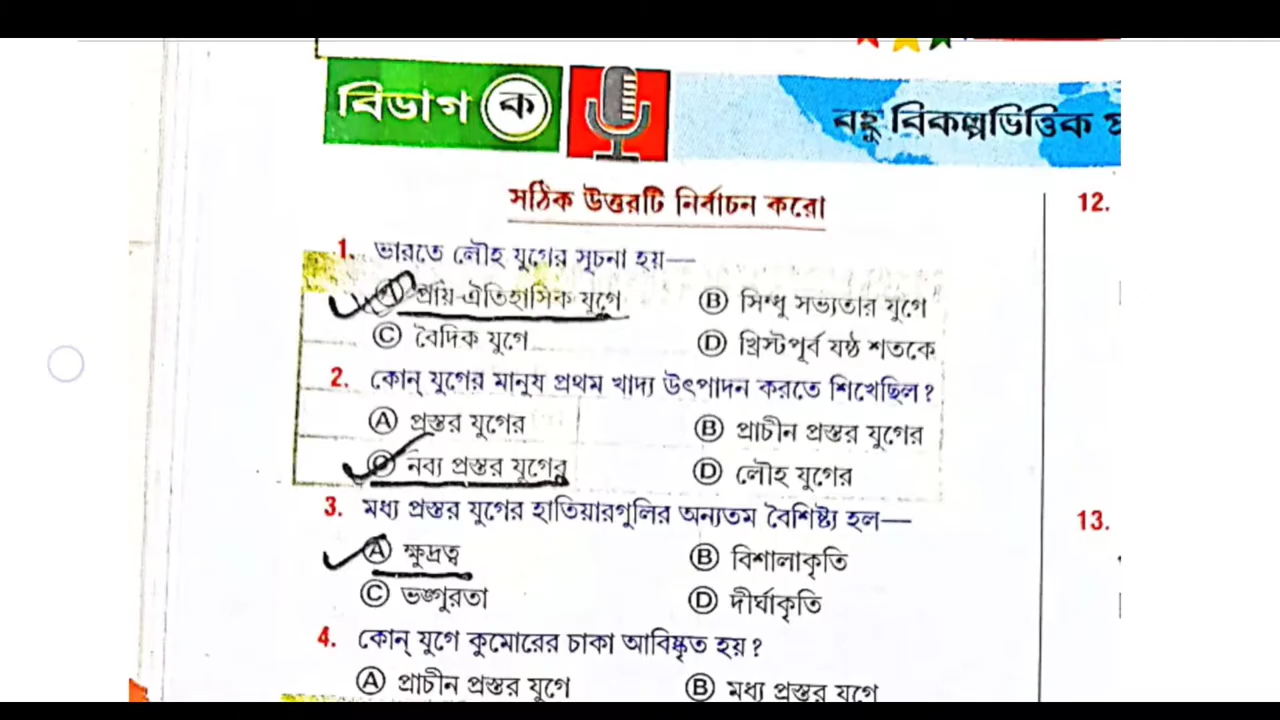 বিভাগ ক
বহু বিকল্পভিত্তিক
সঠিক উত্তরটি নির্বাচন করো
1. ভারতে লৌহ যুগের সূচনা হয়—
A প্রায়-ঐতিহাসিক যুগে B সিন্ধু সভ্যতার যুগে
C বৈদিক যুগে D খ্রিস্টপূর্ব ষষ্ঠ শতকে
2. কোন্ যুগের মানুষ প্রথম খাদ্য উৎপাদন করতে শিখেছিল?
A প্রস্তর যুগের B প্রাচীন প্রস্তর যুগের
C নব্য প্রস্তর যুগের D লৌহ যুগের
3. মধ্য প্রস্তর যুগের হাতিয়ারগুলির অন্যতম বৈশিষ্ট্য হল—
A ক্ষুদ্রত্ব B বিশালাকৃতি
C ভঙ্গুরতা D দীর্ঘাকৃতি
4. কোন্ যুগে কুমোরের চাকা আবিষ্কৃত হয়?
A প্রাচীন প্রস্তর যুগে B মধ্য প্রস্তর যুগে
12.
13.